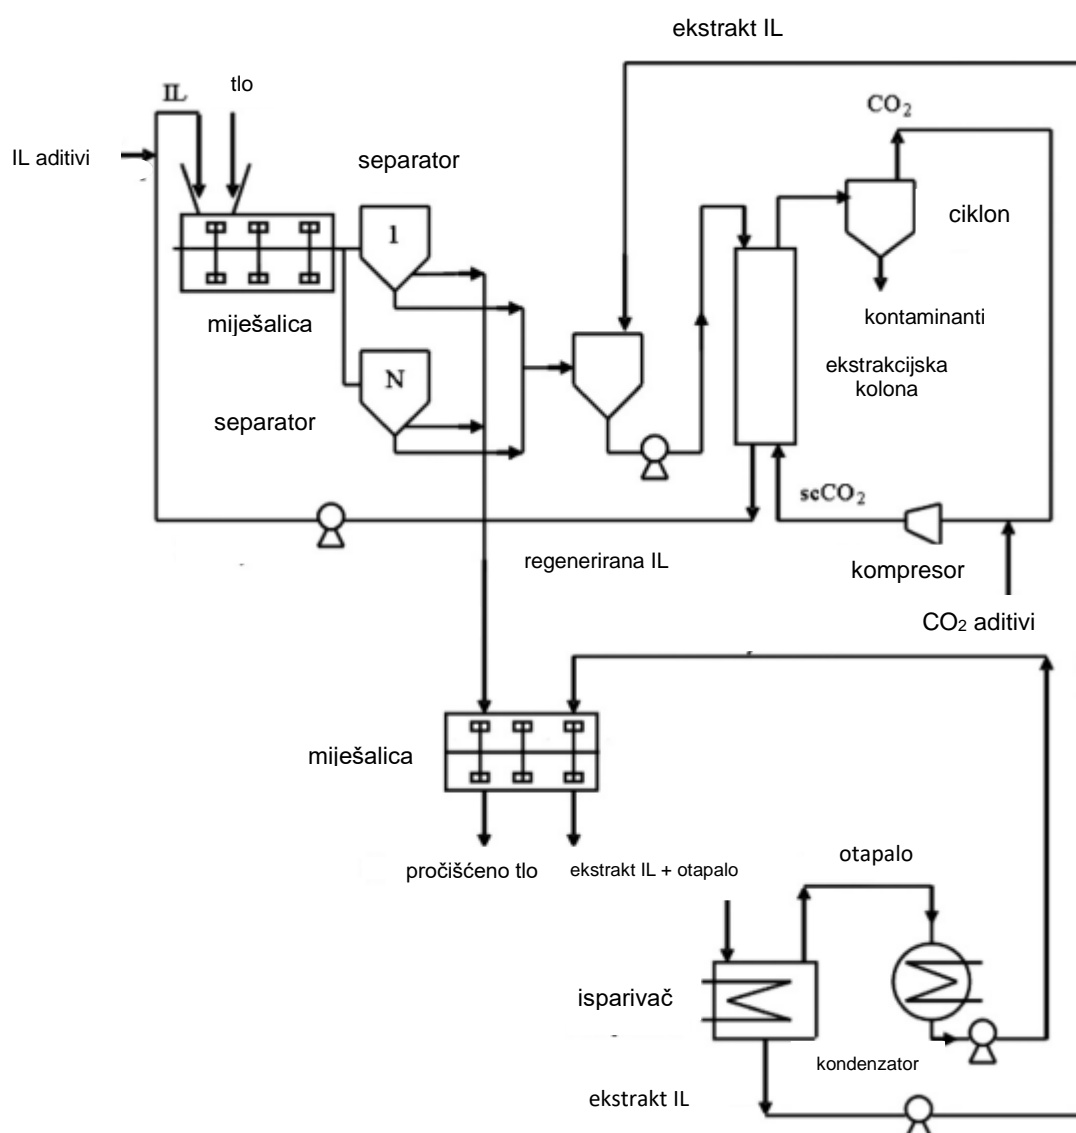 ekstrakt IL
IL
tlo
CO₂
IL aditivi
separator
1
ciklon
miješalica
kontaminanti
ekstrakcijska
kolona
N
separator
scCO₂
regenerirana IL
kompresor
CO₂ aditivi
miješalica
pročišćeno tlo
ekstrakt IL + otapalo
otapalo
isparivač
kondenzator
ekstrakt IL